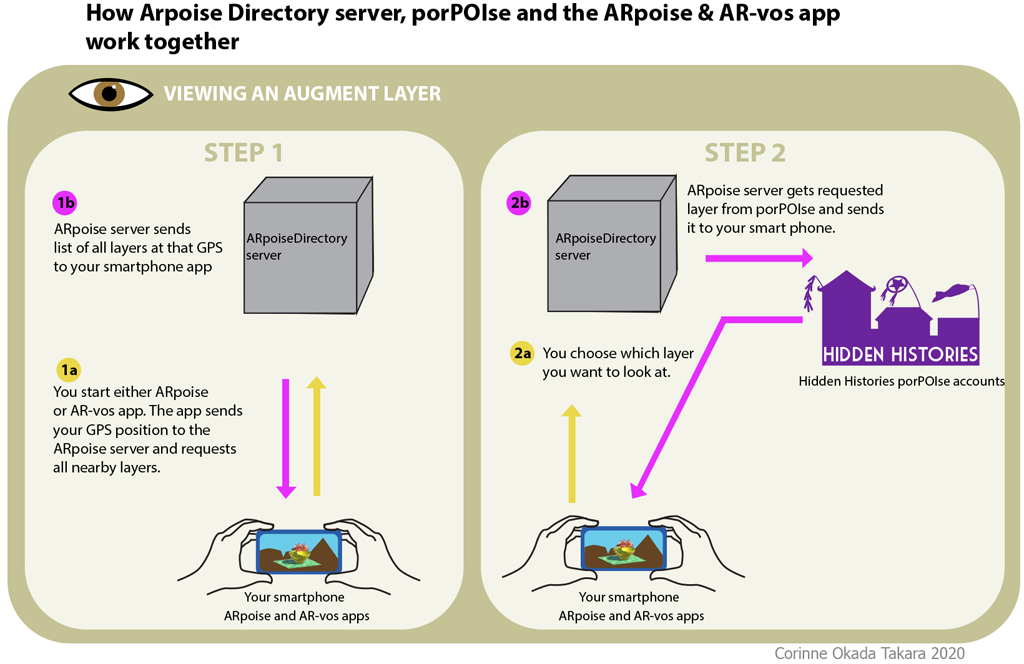 How Arpoise Directory server, porPOIse and the ARpoise & AR-vos app
work together
VIEWING AN AUGMENT LAYER
STEP 1
1b
ARpoise server sends
list of all layers at that GPS
to your smartphone app
ARpoiseDirectory
server
1a
You start either ARpoise
or AR-vos app. The app sends
your GPS position to the
ARpoise server and requests
all nearby layers.
Your smartphone
ARpoise and AR-vos apps
STEP 2
2b
ARpoiseDirectory
server
ARpoise server gets requested
layer from porPOIse and sends
it to your smart phone.
HIDDEN HISTORIES
Hidden Histories porPOIse accounts
2a
You choose which layer
you want to look at.
Your smartphone
ARpoise and AR-vos apps
Corinne Okada Takara 2020